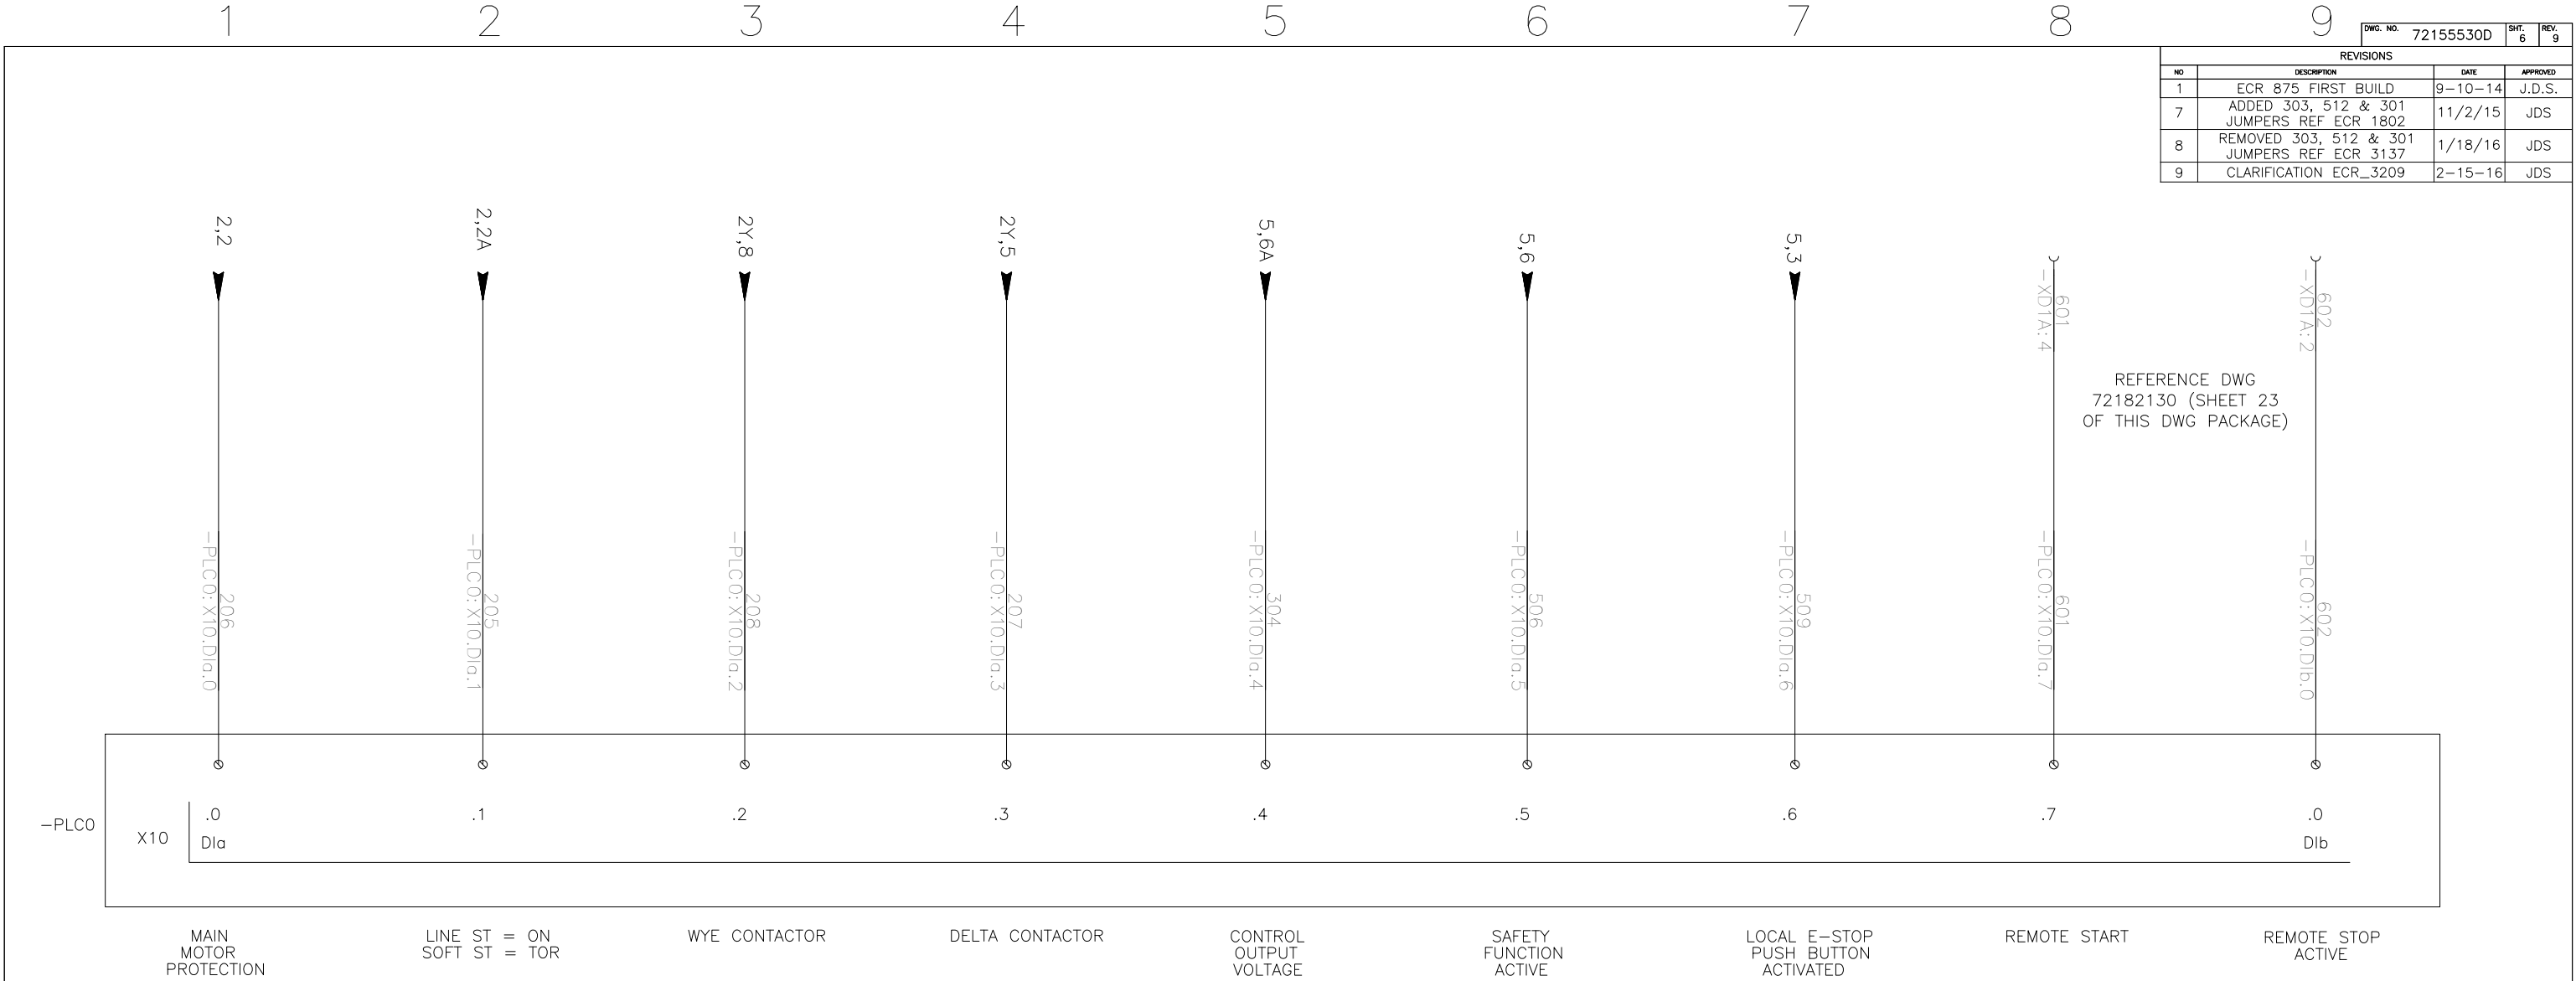 1 2 3 4 5 6 7 8 9
DWG. NO. 72155530D SHT. 6 REV. 9
REVISIONS
NO DESCRIPTION DATE APPROVED
1 ECR 875 FIRST BUILD 9-10-14 J.D.S.
7 ADDED 303, 512 & 301 JUMPERS REF ECR 1802 11/2/15 JDS
8 REMOVED 303, 512 & 301 JUMPERS REF ECR 3137 1/18/16 JDS
9 CLARIFICATION ECR_3209 2-15-16 JDS
2,2
2,2A
2Y,8
2Y,5
5,6A
5,6
5,3
601
-XD1A:4
602
-XD1A:2
REFERENCE DWG
72182130 (SHEET 23
OF THIS DWG PACKAGE)
206
-PLC0:X10.DIa.0
205
-PLC0:X10.DIa.1
208
-PLC0:X10.DIa.2
207
-PLC0:X10.DIa.3
304
-PLC0:X10.DIa.4
506
-PLC0:X10.DIa.5
509
-PLC0:X10.DIa.6
601
-PLC0:X10.DIa.7
602
-PLC0:X10.DIb.0
-PLC0
X10
.0 .1 .2 .3 .4 .5 .6 .7 .0
DIa DIb
MAIN
MOTOR
PROTECTION
LINE ST = ON
SOFT ST = TOR
WYE CONTACTOR
DELTA CONTACTOR
CONTROL
OUTPUT
VOLTAGE
SAFETY
FUNCTION
ACTIVE
LOCAL E-STOP
PUSH BUTTON
ACTIVATED
REMOTE START
REMOTE STOP
ACTIVE